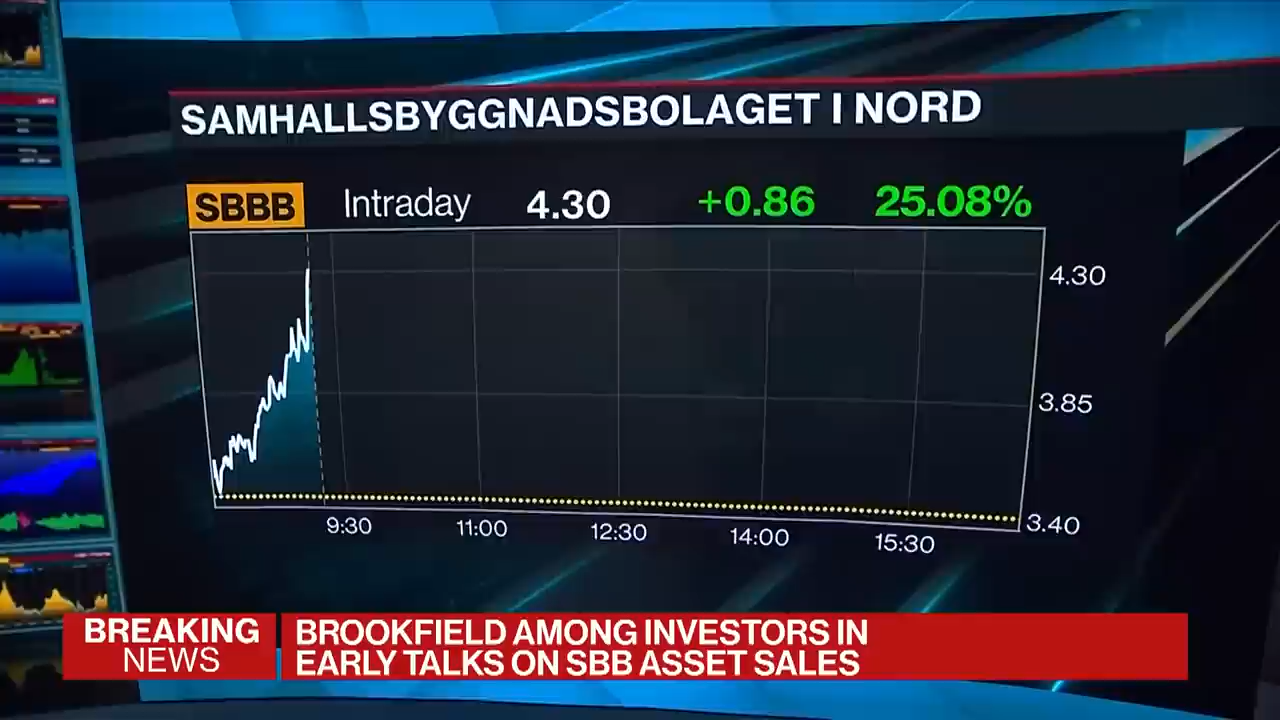 SAMHALLSBYGGNADSBOLAGET I NORD
SBBB Intraday 4.30 +0.86 25.08%
4.30
3.85
3.40
9:30 11:00 12:30 14:00 15:30
BREAKING
NEWS
BROOKFIELD AMONG INVESTORS IN
EARLY TALKS ON SBB ASSET SALES